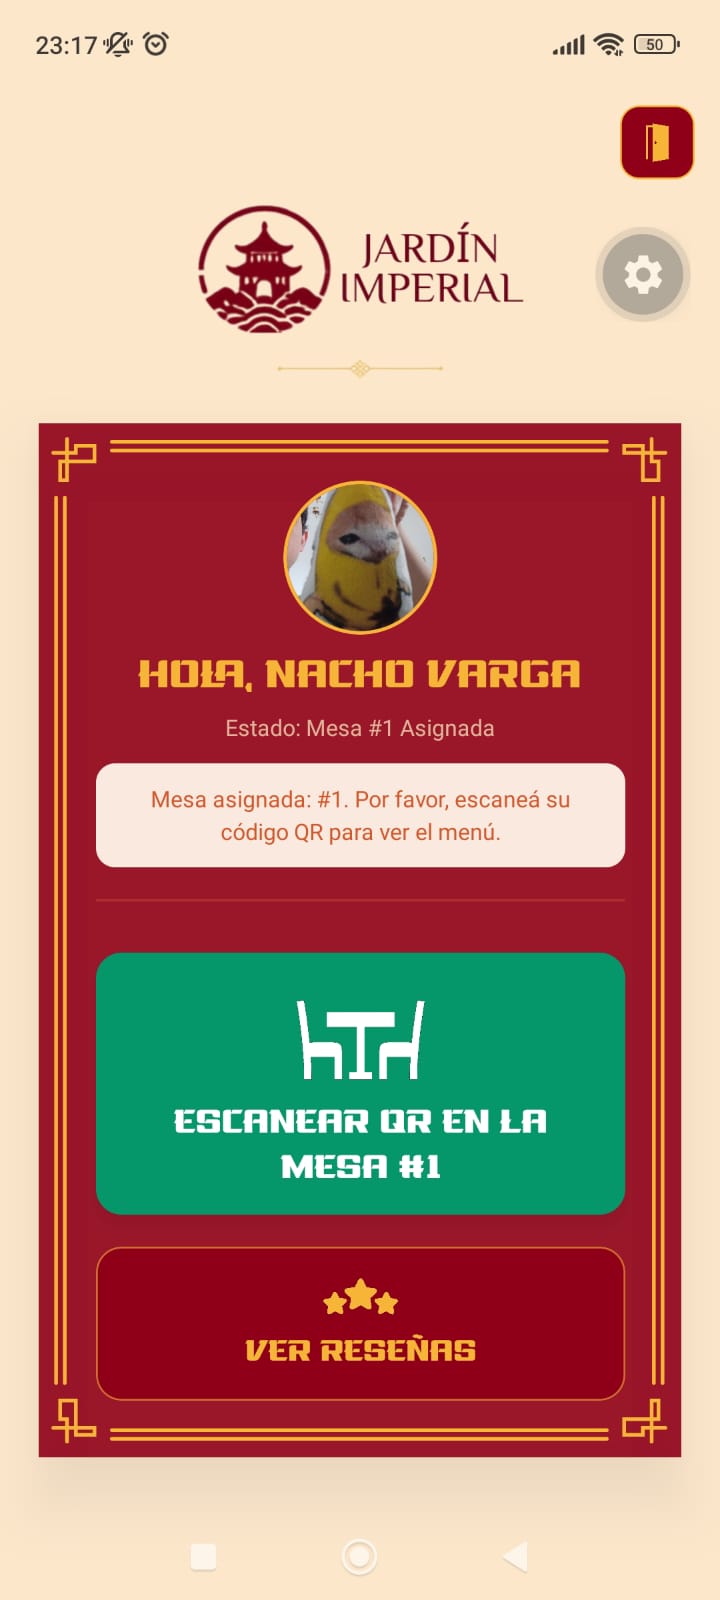 23:17
50
JARDÍN
IMPERIAL
HOLA, NACHO VARGA
Estado: Mesa #1 Asignada
Mesa asignada: #1. Por favor, escaneá su
código QR para ver el menú.
ESCANEAR QR EN LA
MESA #1
VER RESEÑAS